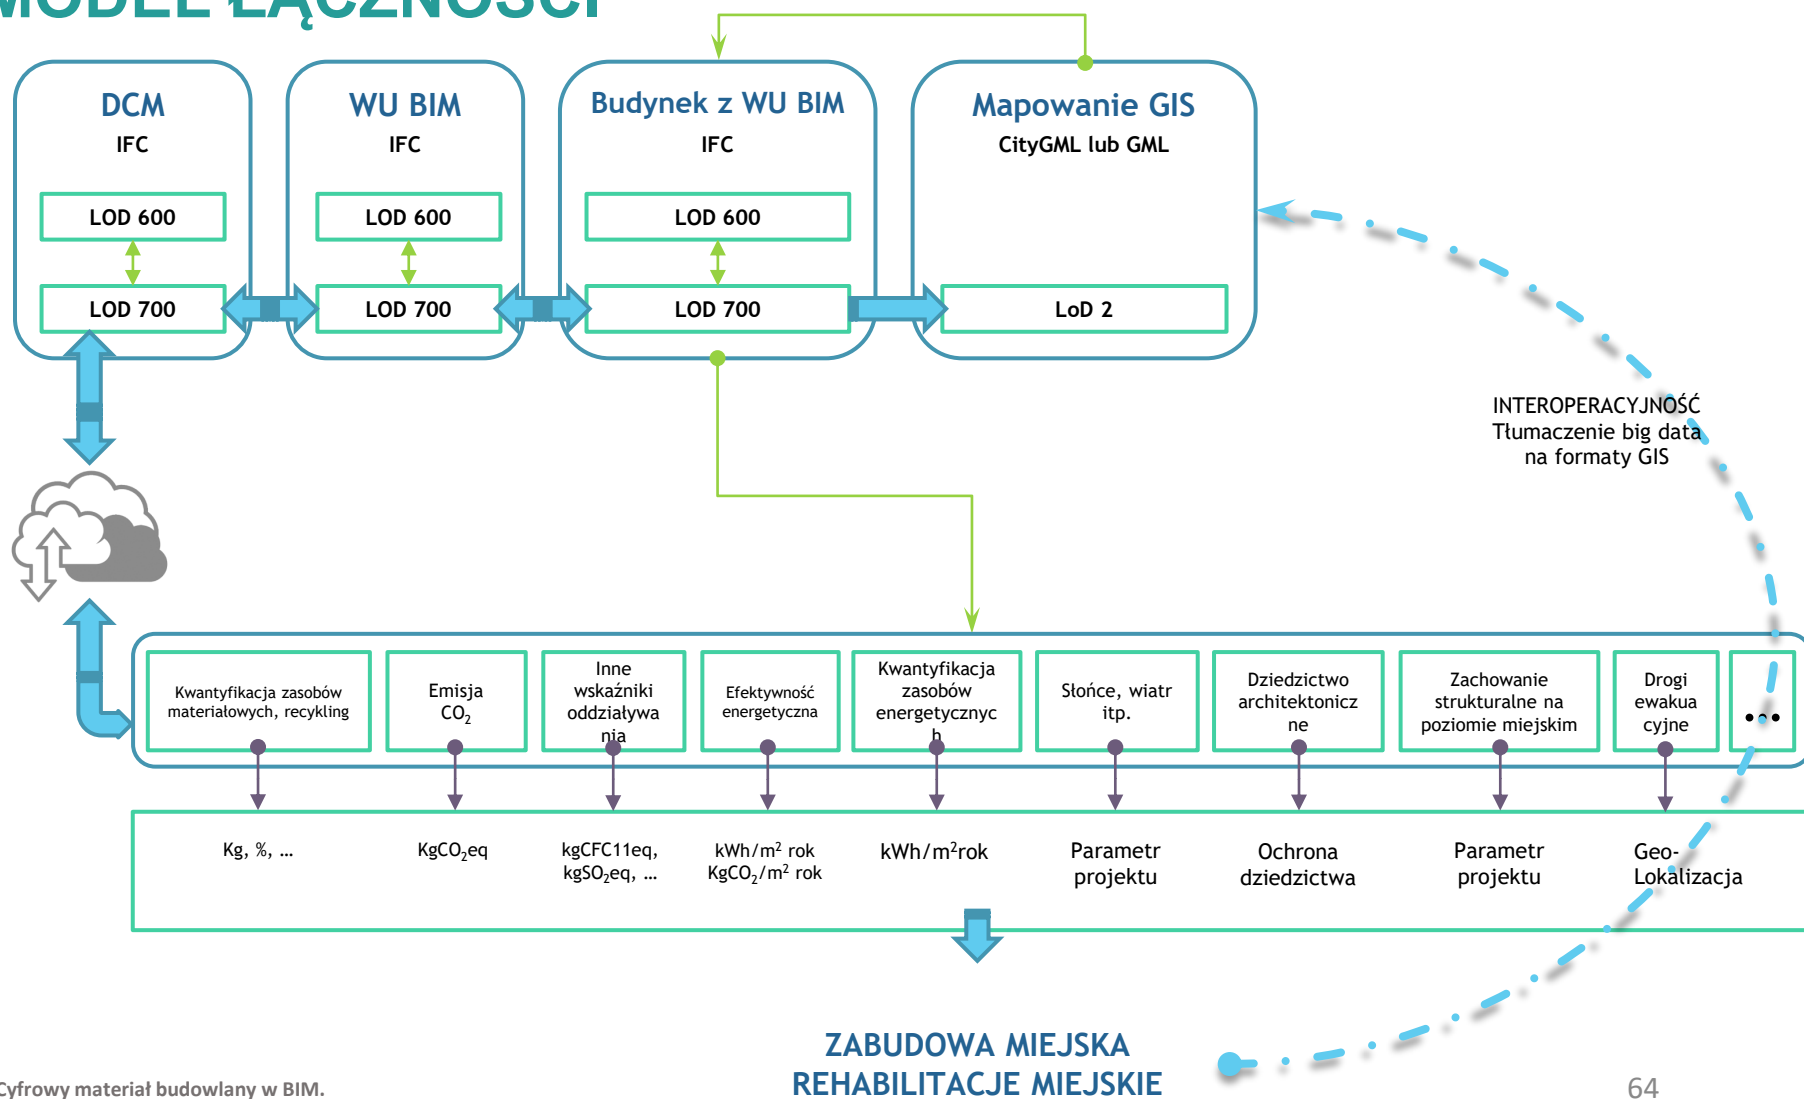 MODEL ŁĄCZNOŚCI
DCM
IFC
LOD 600
LOD 700
WU BIM
IFC
LOD 600
LOD 700
Budynek z WU BIM
IFC
LOD 600
LOD 700
Mapowanie GIS
CityGML lub GML
LoD 2
INTEROPERACYJNOŚĆ
Tłumaczenie big data
na formaty GIS
Kwantyfikacja zasobów
materiałowych, recykling
Emisja
CO₂
Inne
wskaźniki
oddziaływa
nia
Efektywność
energetyczna
Kwantyfikacja
zasobów
energetycznyc
h
Słońce, wiatr
itp.
Dziedzictwo
architektonicz
ne
Zachowanie
strukturalne na
poziomie miejskim
Drogi
ewakua
cyjne
...
Kg, %, …
KgCO₂eq
kgCFC11eq,
kgSO₂eq, …
kWh/m² rok
KgCO₂/m² rok
kWh/m²rok
Parametr
projektu
Ochrona
dziedzictwa
Parametr
projektu
Geo-
Lokalizacja
ZABUDOWA MIEJSKA
REHABILITACJE MIEJSKIE
Cyfrowy materiał budowlany w BIM.
64